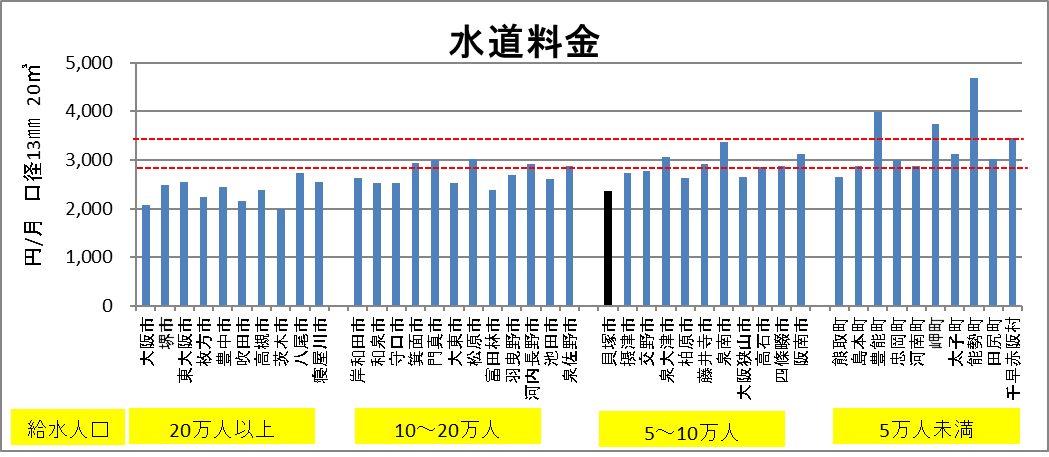 水道料金
円/月 口径13mm 20㎥
5,000
4,000
3,000
2,000
1,000
0
大阪市
堺市
東大阪市
枚方市
豊中市
吹田市
高槻市
茨木市
八尾市
寝屋川市
岸和田市
和泉市
守口市
箕面市
門真市
大東市
松原市
富田林市
羽曳野市
河内長野市
池田市
泉佐野市
貝塚市
摂津市
交野市
泉大津市
柏原市
藤井寺市
泉南市
大阪狭山市
高石市
四條畷市
阪南市
熊取町
島本町
豊能町
忠岡町
河南町
岬町
太子町
能勢町
田尻町
千早赤阪村
給水人口
20万人以上
10～20万人
5～10万人
5万人未満